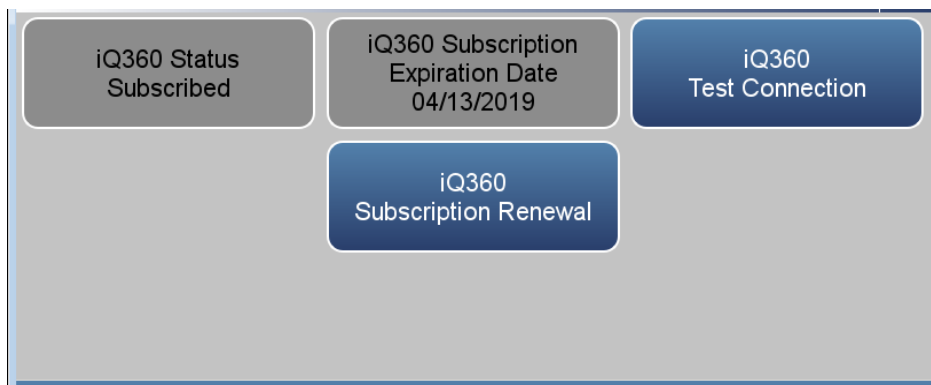 iQ360 Status
Subscribed
iQ360 Subscription
Expiration Date
04/13/2019
iQ360
Test Connection
iQ360
Subscription Renewal